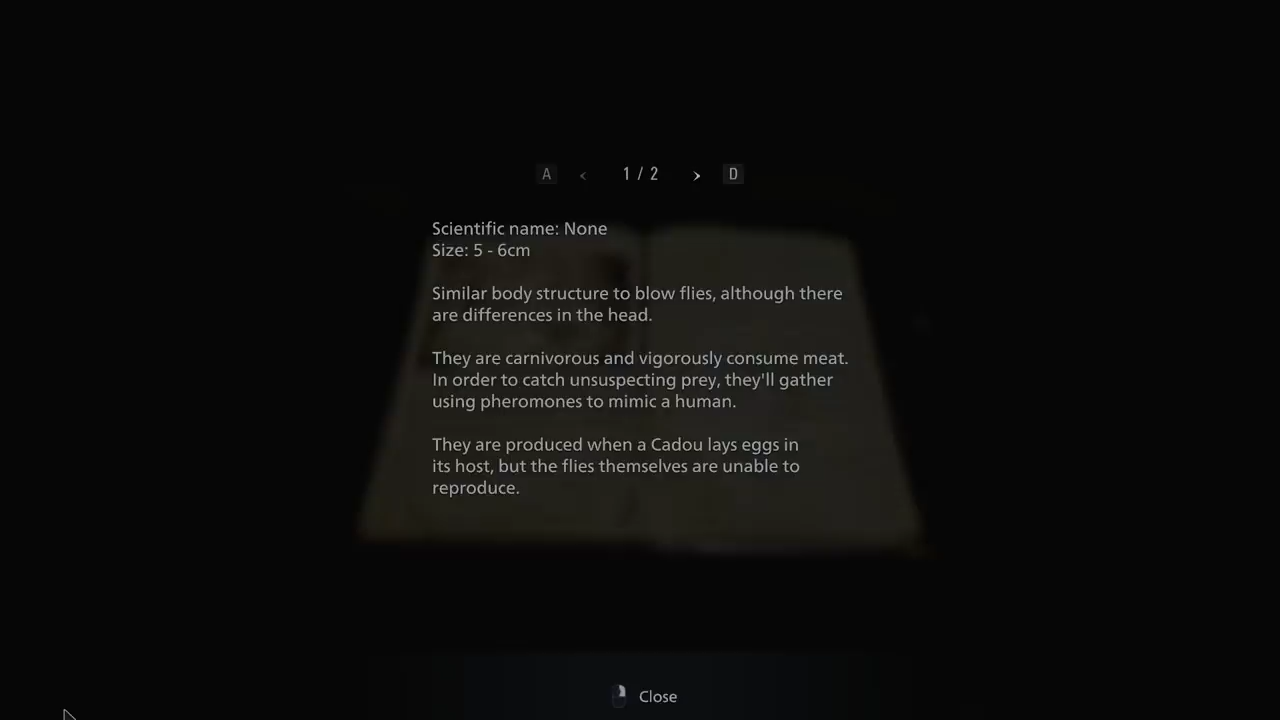 A < 1 / 2 > D
Scientific name: None
Size: 5 - 6cm
Similar body structure to blow flies, although there
are differences in the head.
They are carnivorous and vigorously consume meat.
In order to catch unsuspecting prey, they'll gather
using pheromones to mimic a human.
They are produced when a Cadou lays eggs in
its host, but the flies themselves are unable to
reproduce.
Close